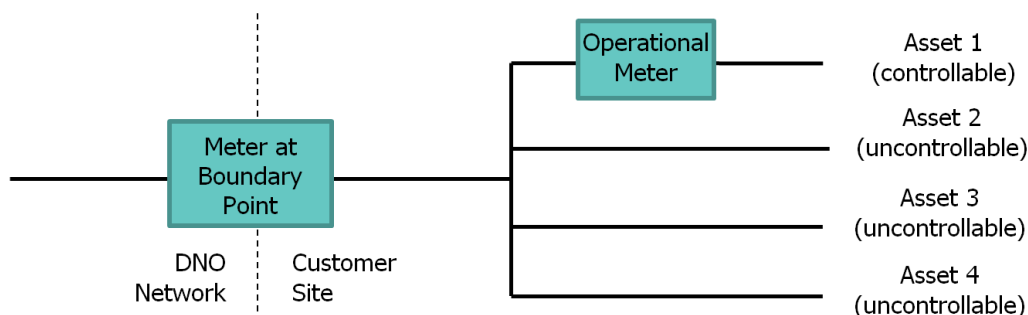 Meter at
Boundary
Point
DNO
Network
Customer
Site
Operational
Meter
Asset 1
(controllable)
Asset 2
(uncontrollable)
Asset 3
(uncontrollable)
Asset 4
(uncontrollable)